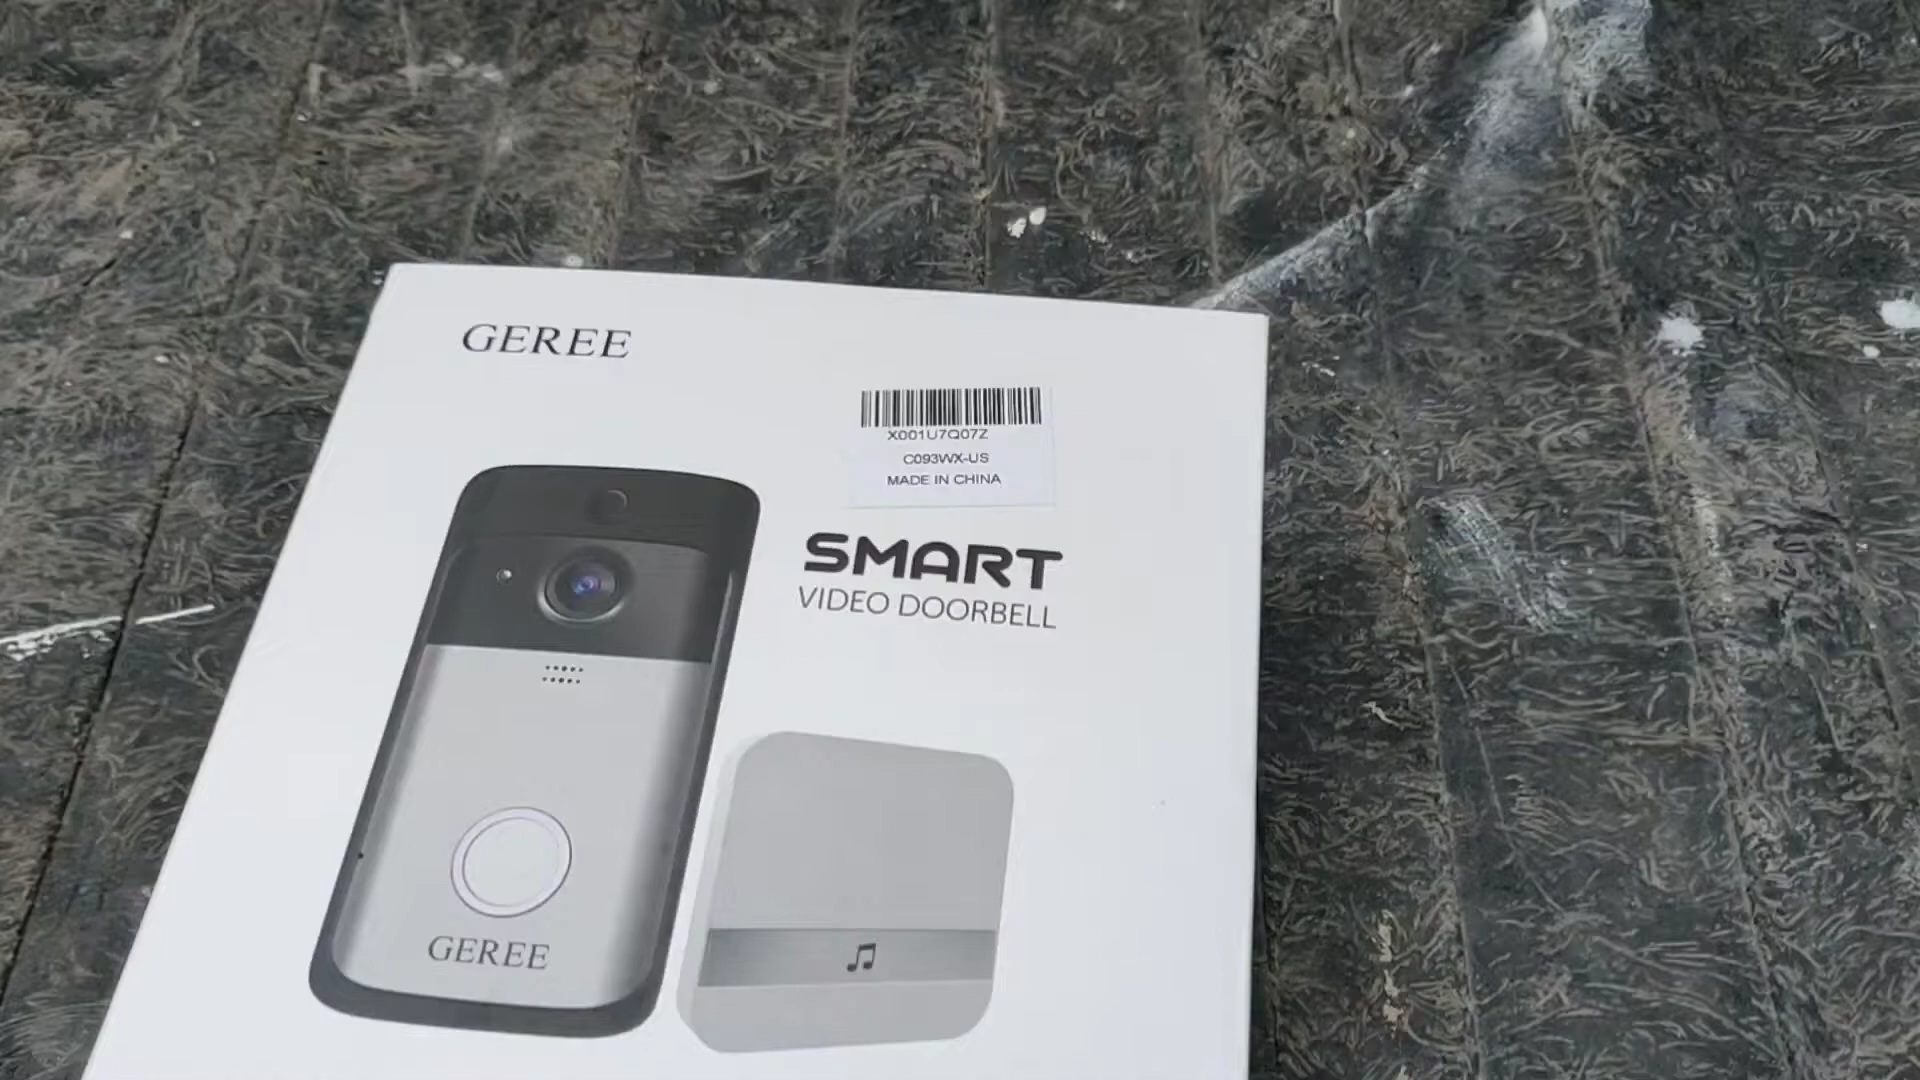 GEREE
X001U7Q07Z
C093WX-US
MADE IN CHINA
SMART
VIDEO DOORBELL
GEREE